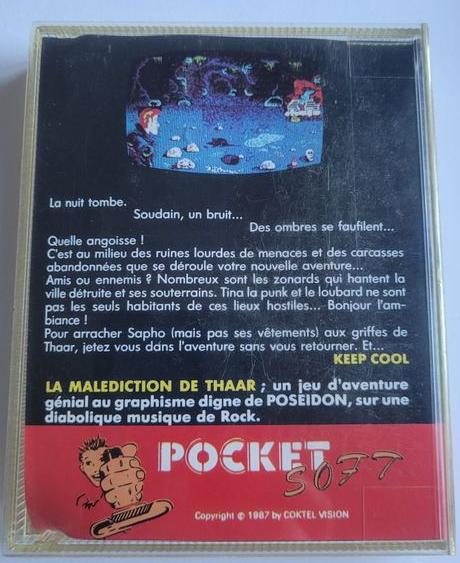 La nuit tombe.
Soudain, un bruit...
Des ombres se faufilent...
Quelle angoisse !
C'est au milieu des ruines lourdes de menaces et des carcasses
abandonnées que se déroule votre nouvelle aventure...
Amis ou ennemis ? Nombreux sont les zonards qui hantent la
ville détruite et ses souterrains. Tina la punk et le loubard ne sont
pas les seuls habitants de ces lieux hostiles... Bonjour l'am-
biance !
Pour arracher Sapho (mais pas ses vêtements) aux griffes de
Thaar, jetez vous dans l'aventure sans vous retourner. Et...
KEEP COOL
LA MALEDICTION DE THAAR ; un jeu d'aventure
génial au graphisme digne de POSEIDON, sur une
diabolique musique de Rock.
POCKET
SOFT
Copyright © 1987 by COKTEL VISION